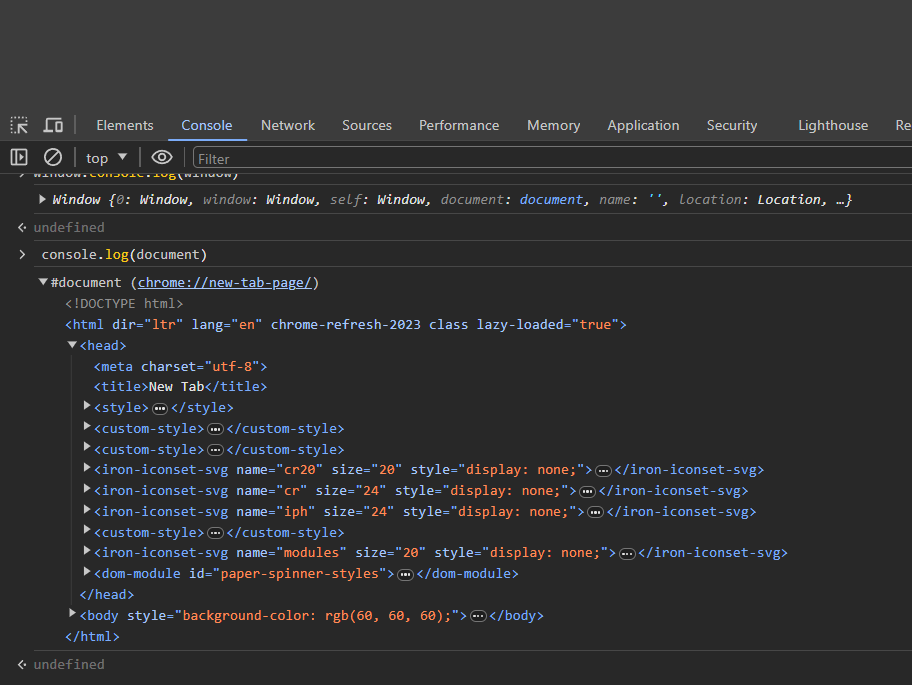 Elements Console Network Sources Performance Memory Application Security Lighthouse Re
top Filter
window.console.log(window)
Window {0: Window, window: Window, self: Window, document: document, name: '', location: Location, …}
undefined
console.log(document)
#document (chrome://new-tab-page/)
<!DOCTYPE html>
<html dir="ltr" lang="en" chrome-refresh-2023 class lazy-loaded="true">
<head>
<meta charset="utf-8">
<title>New Tab</title>
<style>…</style>
<custom-style>…</custom-style>
<custom-style>…</custom-style>
<iron-iconset-svg name="cr20" size="20" style="display: none;">…</iron-iconset-svg>
<iron-iconset-svg name="cr" size="24" style="display: none;">…</iron-iconset-svg>
<iron-iconset-svg name="iph" size="24" style="display: none;">…</iron-iconset-svg>
<custom-style>…</custom-style>
<iron-iconset-svg name="modules" size="20" style="display: none;">…</iron-iconset-svg>
<dom-module id="paper-spinner-styles">…</dom-module>
</head>
<body style="background-color: rgb(60, 60, 60);">…</body>
</html>
undefined